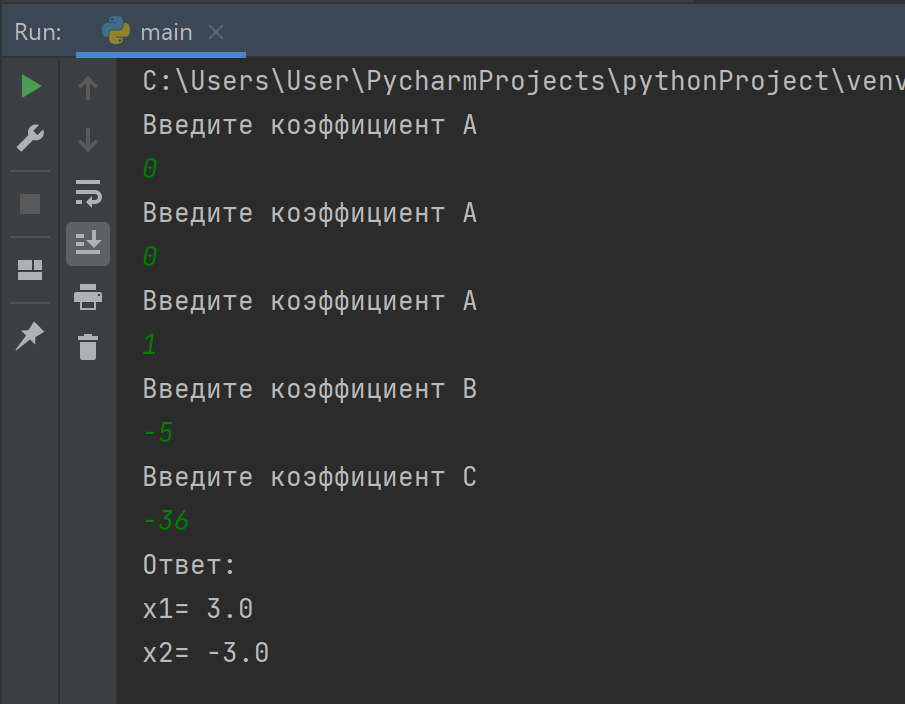 Run:
main
C:\Users\User\PycharmProjects\pythonProject\venv
Введите коэффициент A
0
Введите коэффициент A
0
Введите коэффициент A
1
Введите коэффициент B
-5
Введите коэффициент C
-36
Ответ:
x1= 3.0
x2= -3.0